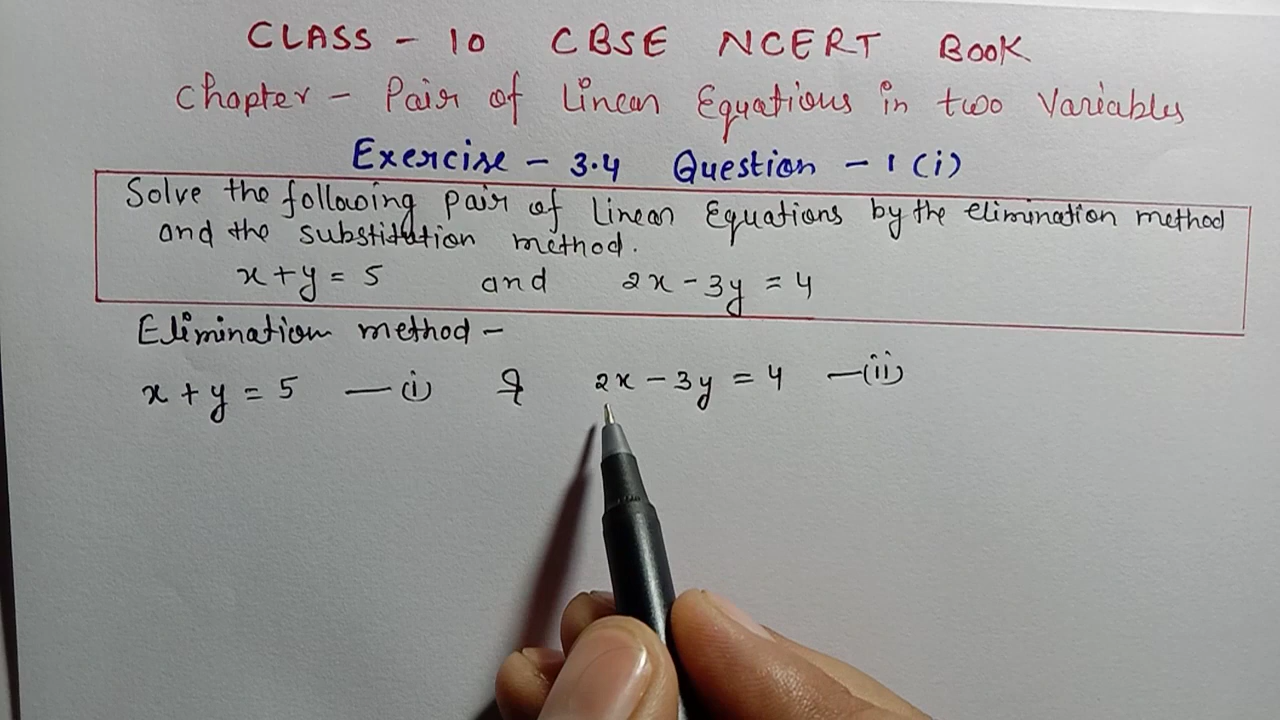 CLASS - 10 CBSE NCERT BOOK
Chapter - Pair of Linear Equations in two Variables
Exercise - 3.4 Question - 1 (i)
Solve the following pair of Linear Equations by the elimination method
and the substitution method.
x + y = 5 and 2x - 3y = 4
Elimination method -
x + y = 5 —(i) & 2x - 3y = 4 —(ii)